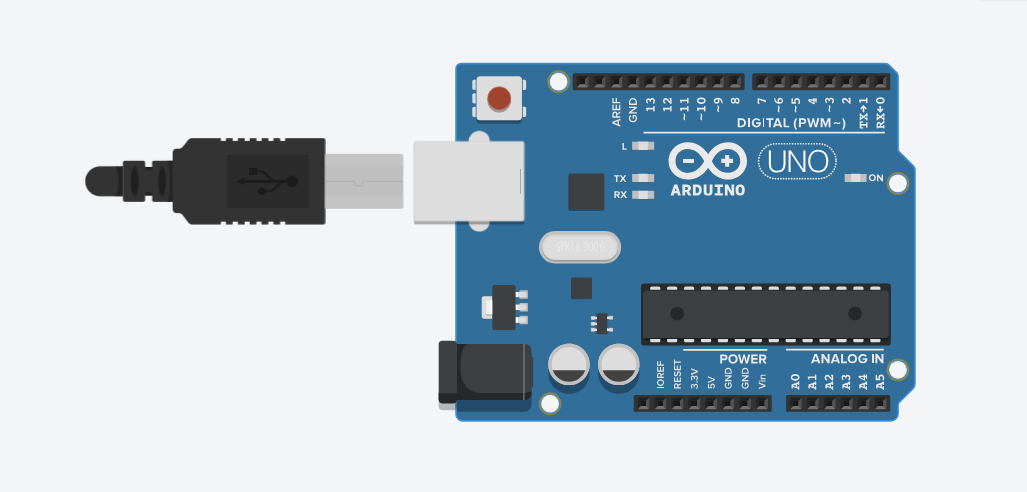 AREF
GND
13
12
~11
~10
~9
8
7
~6
~5
4
~3
2
TX→1
RX←0
DIGITAL (PWM~)
L
TX
RX
ARDUINO
UNO
ON
POWER
ANALOG IN
IOREF
RESET
3.3V
5V
GND
GND
Vin
A0
A1
A2
A3
A4
A5